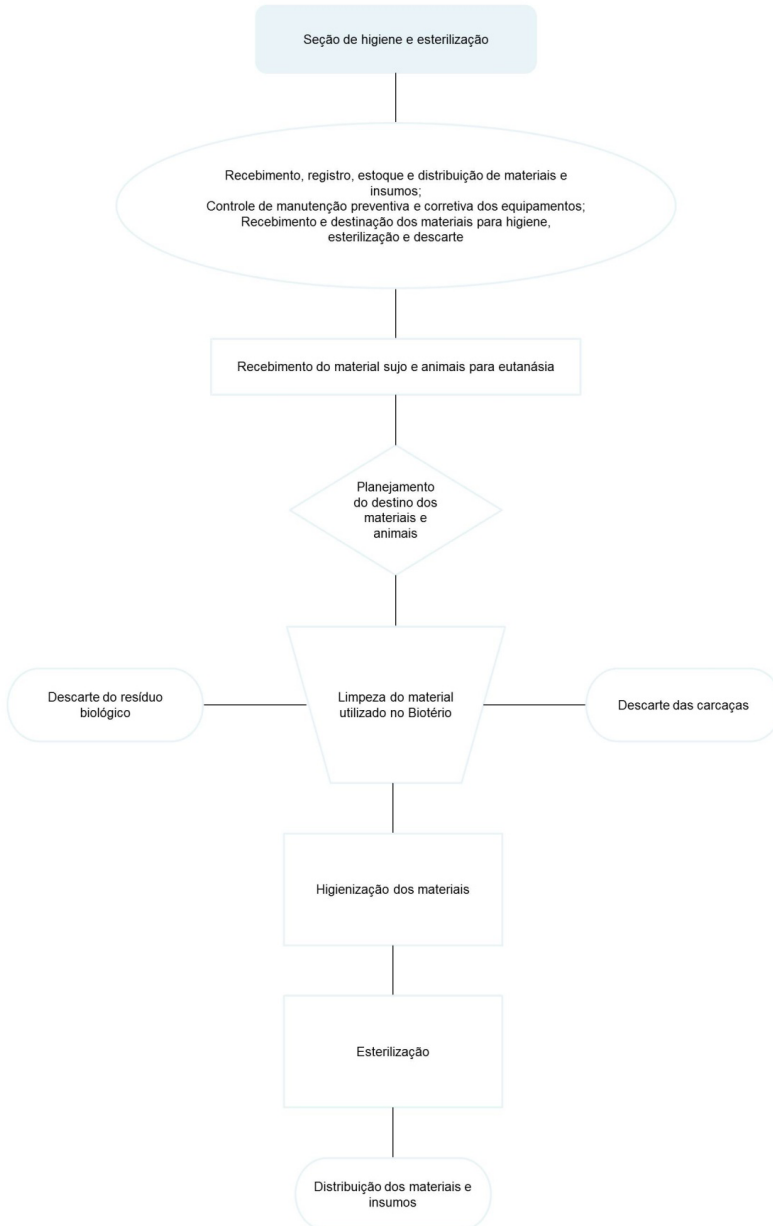 Seção de higiene e esterilização
Recebimento, registro, estoque e distribuição de materiais e
insumos;
Controle de manutenção preventiva e corretiva dos equipamentos;
Recebimento e destinação dos materiais para higiene,
esterilização e descarte
Recebimento do material sujo e animais para eutanásia
Planejamento
do destino dos
materiais e
animais
Descarte do resíduo
biológico
Limpeza do material
utilizado no Biotério
Descarte das carcaças
Higienização dos materiais
Esterilização
Distribuição dos materiais e
insumos